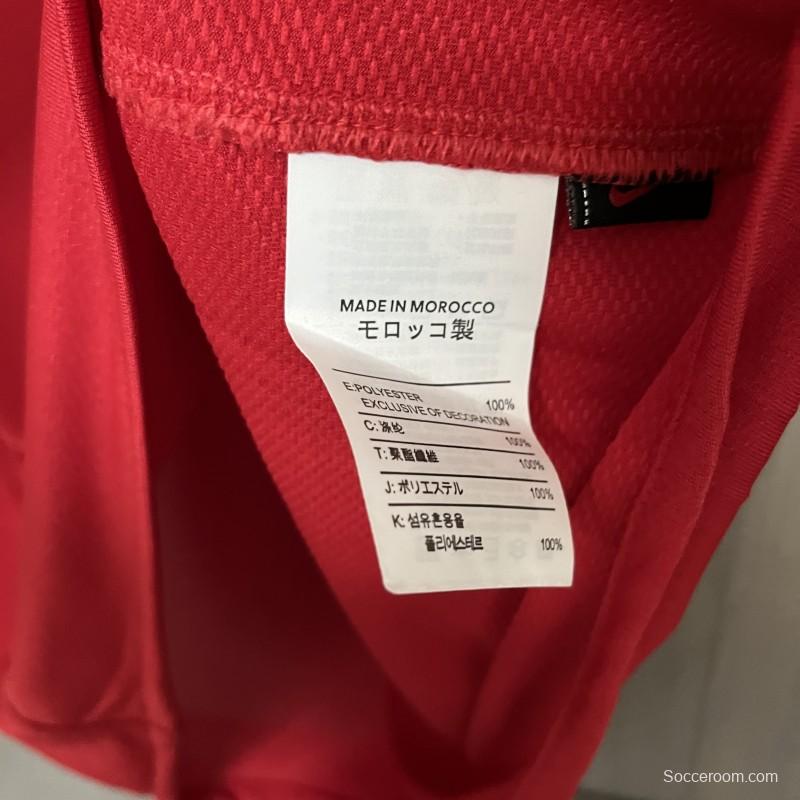 MADE IN MOROCCO
モロッコ製
E:POLYESTER 100%
EXCLUSIVE OF DECORATION
C: 涤纶 100%
T: 聚酯纖維 100%
J: ポリエステル 100%
K: 섬유혼용율
폴리에스테르 100%
Socceroom.com